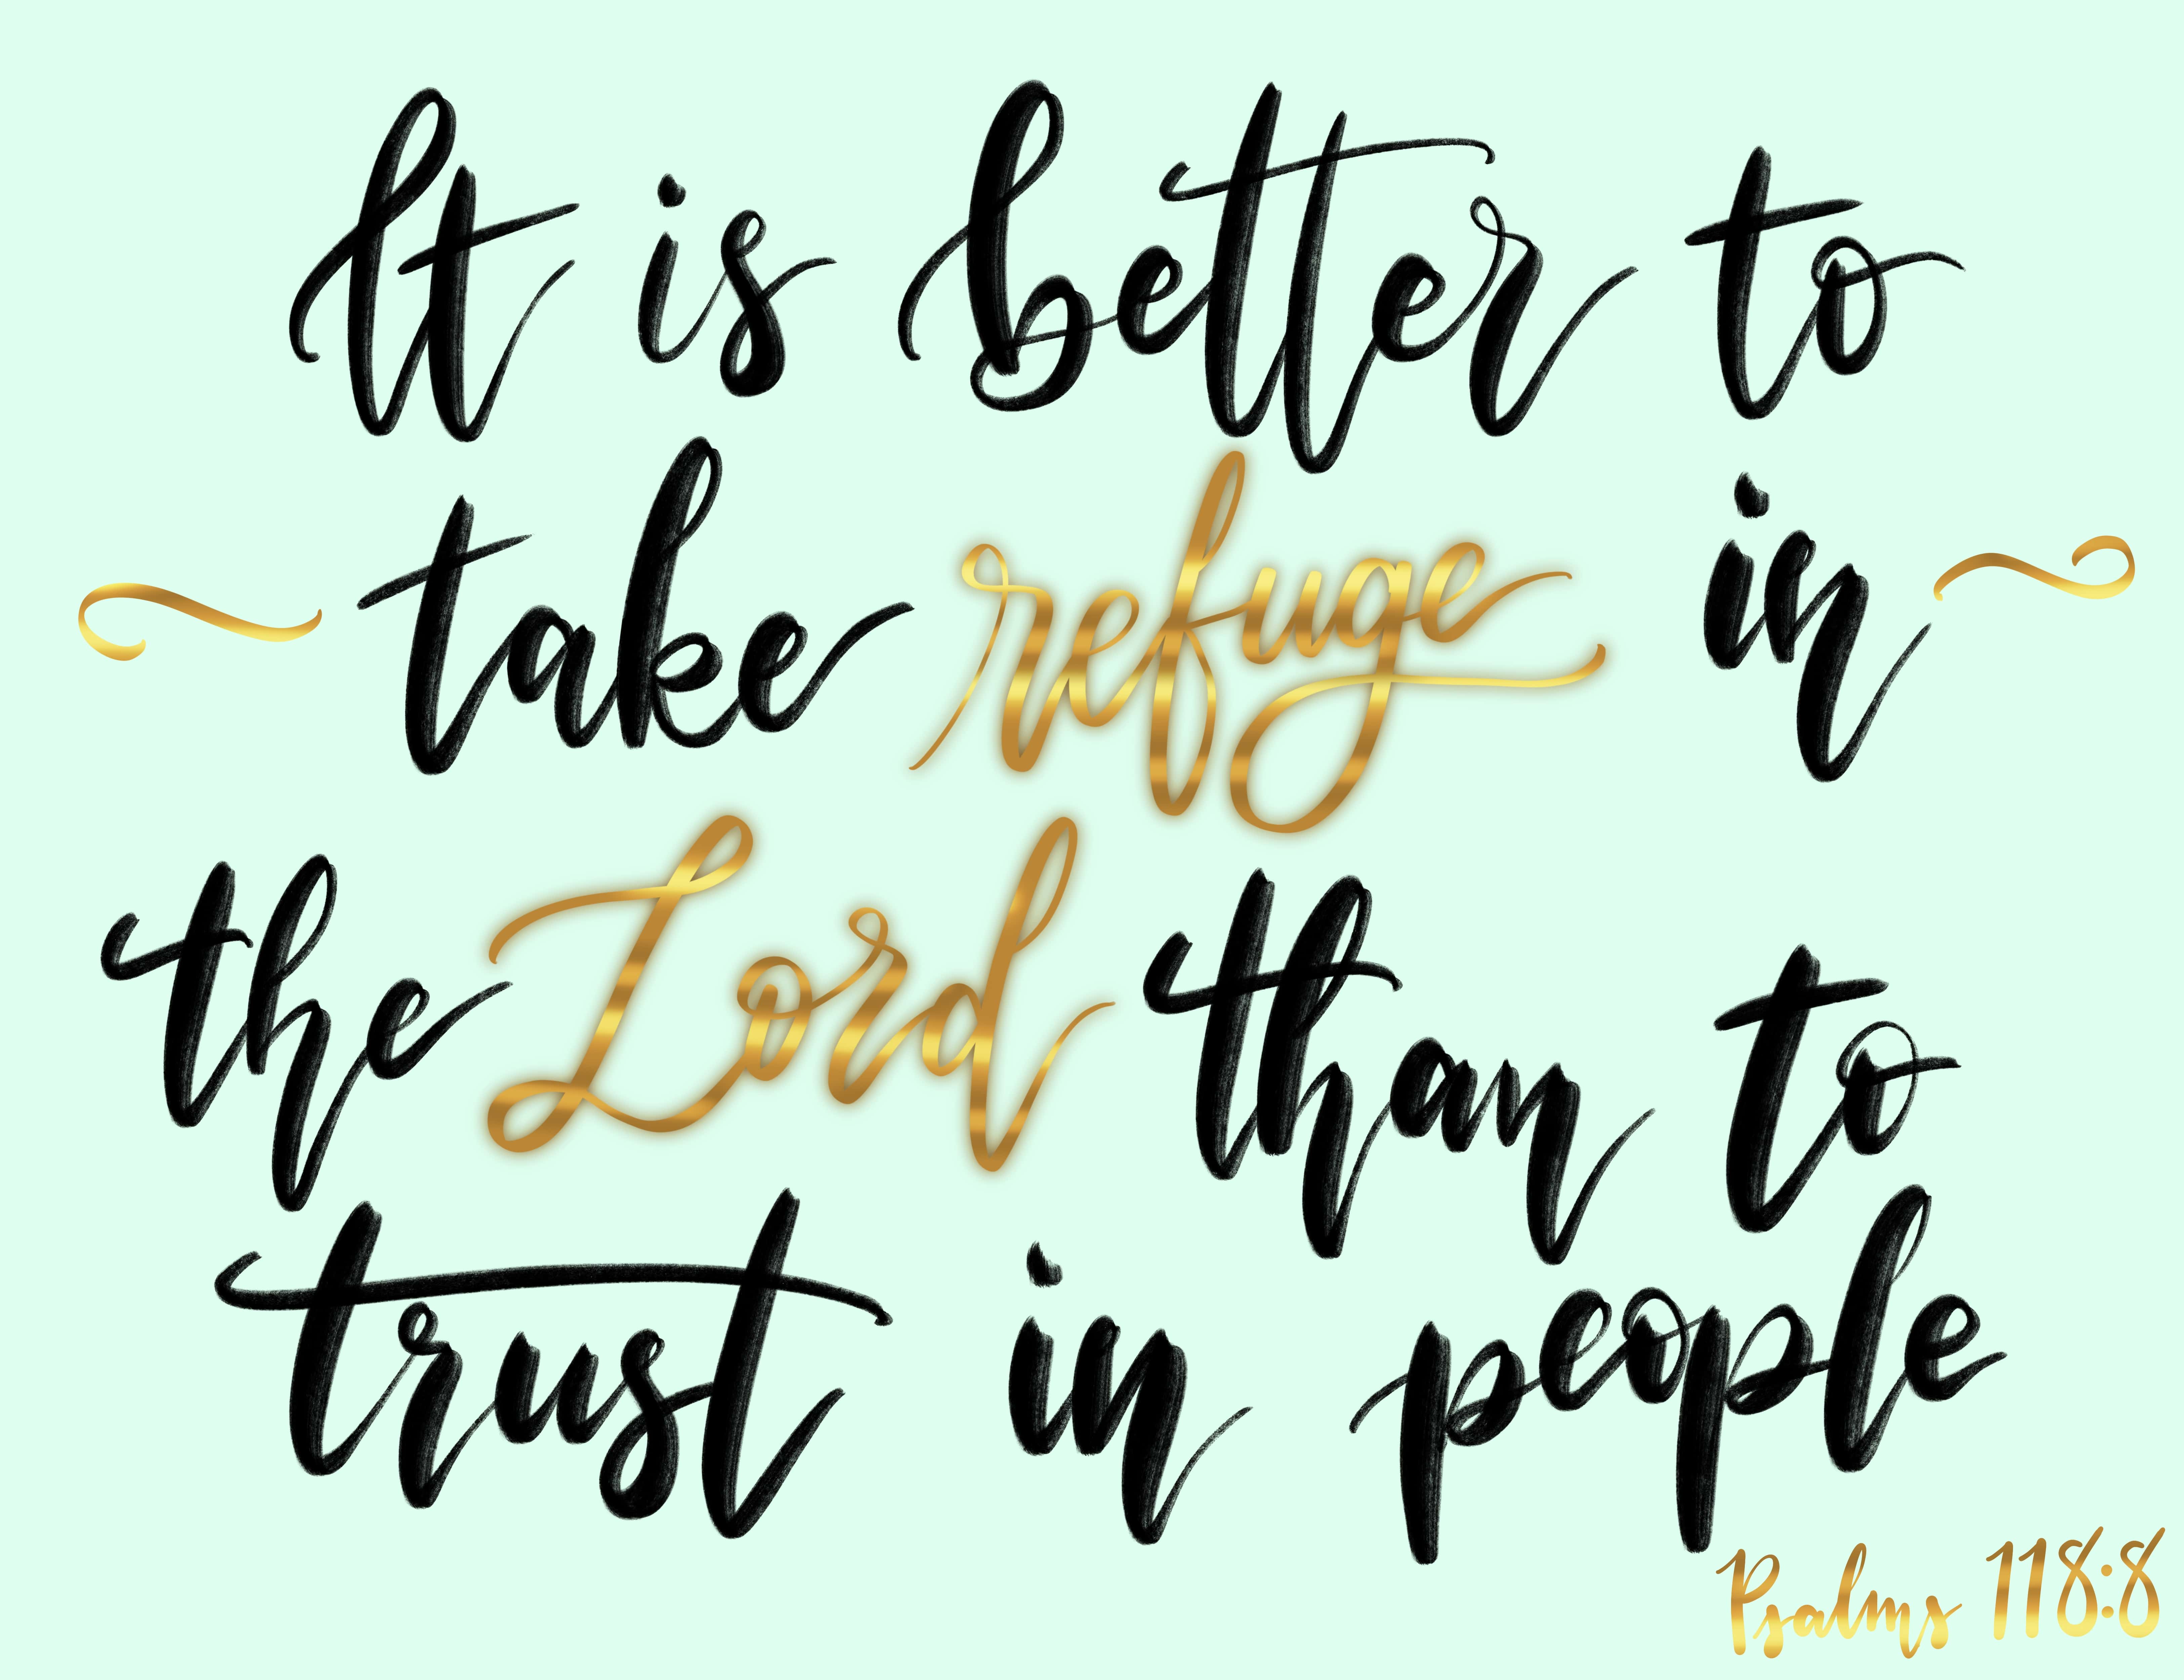 It is better to
take refuge in
the Lord than to
trust in people
Psalms 118:8